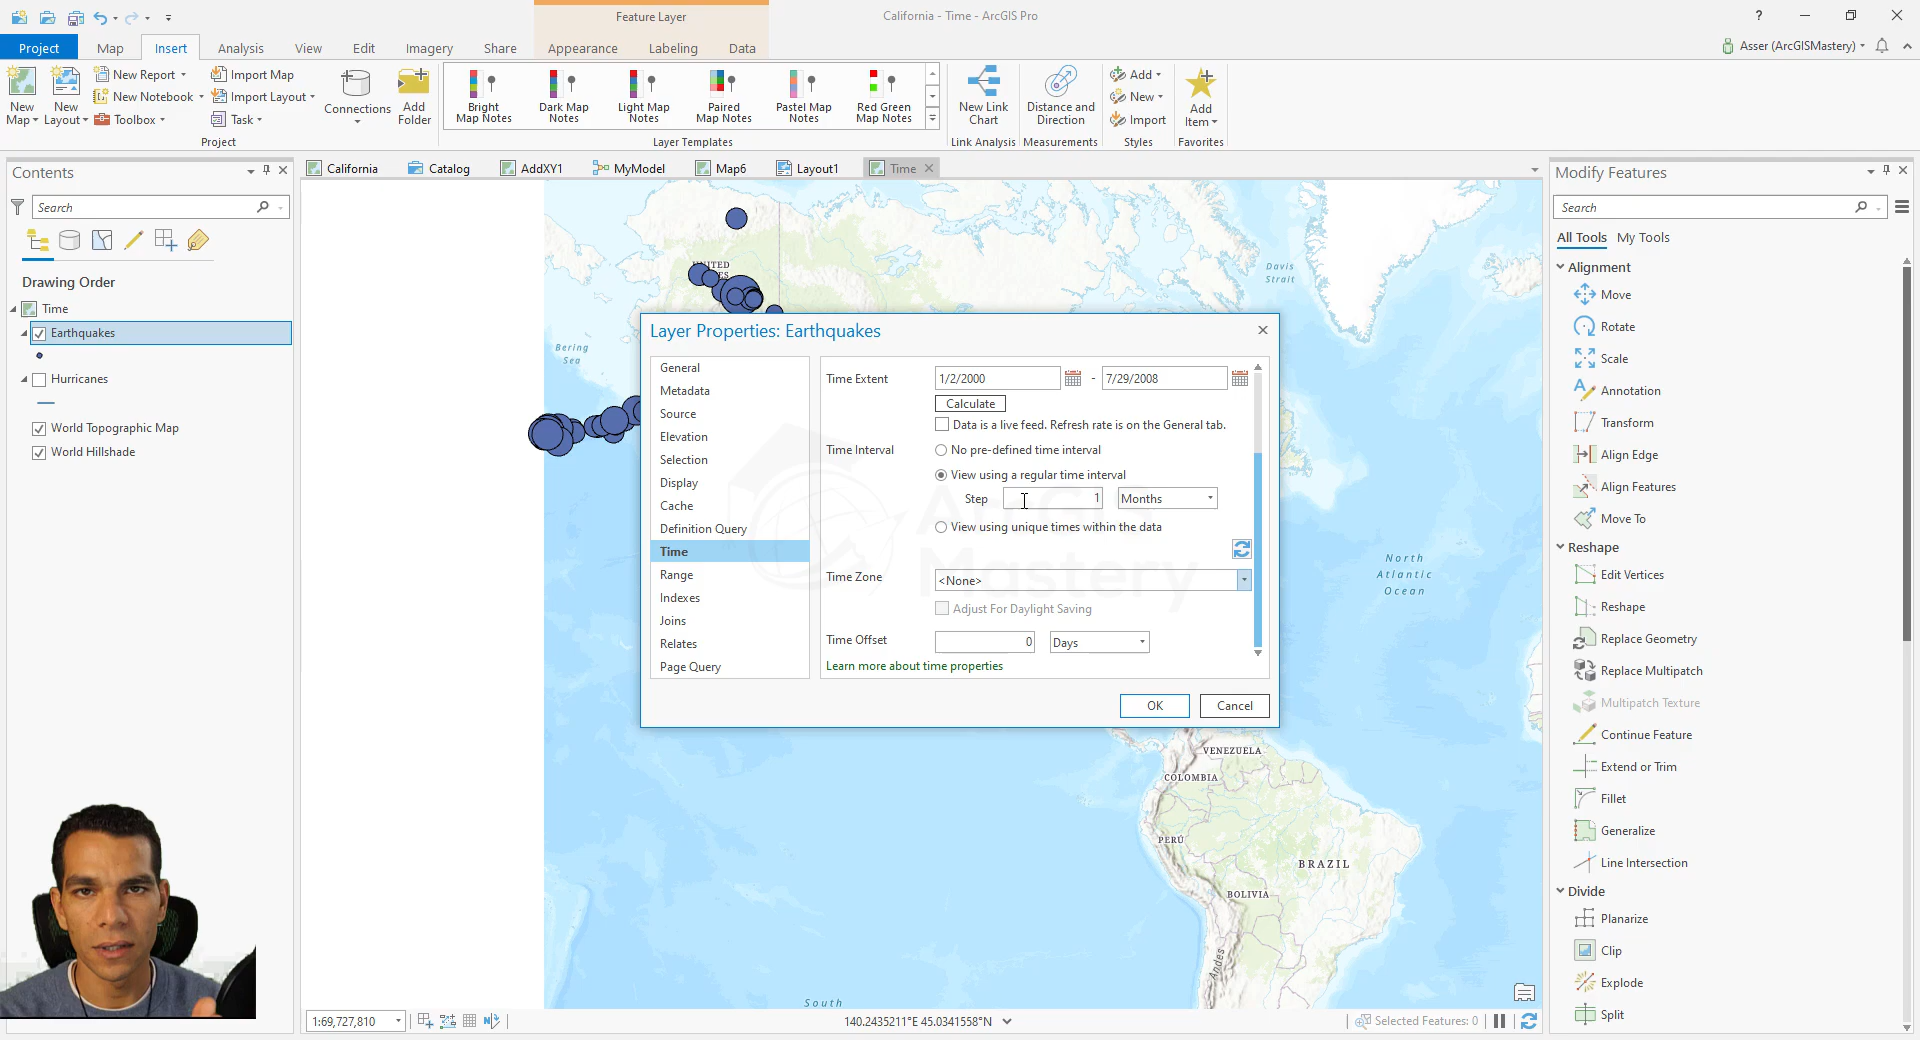 Feature Layer
California - Time - ArcGIS Pro
?
Project
Map
Insert
Analysis
View
Edit
Imagery
Share
Appearance
Labeling
Data
Asser (ArcGISMastery)
New Map
New Layout
New Report
New Notebook
Toolbox
Import Map
Import Layout
Task
Connections
Add Folder
Bright Map Notes
Dark Map Notes
Light Map Notes
Paired Map Notes
Pastel Map Notes
Red Green Map Notes
New Link Chart
Distance and Direction
Add
New
Import
Add Item
Project
Layer Templates
Link Analysis
Measurements
Styles
Favorites
Contents
Search
Drawing Order
Time
Earthquakes
Hurricanes
World Topographic Map
World Hillshade
California
Catalog
AddXY1
MyModel
Map6
Layout1
Time
Davis Strait
Bering Sea
North Atlantic Ocean
VENEZUELA
COLOMBIA
PERÚ
BRAZIL
BOLIVIA
Andes
South
Layer Properties: Earthquakes
General
Metadata
Source
Elevation
Selection
Display
Cache
Definition Query
Time
Range
Indexes
Joins
Relates
Page Query
Time Extent
1/2/2000
-
7/29/2008
Calculate
Data is a live feed. Refresh rate is on the General tab.
Time Interval
No pre-defined time interval
View using a regular time interval
Step
1
Months
View using unique times within the data
Time Zone
<None>
Adjust For Daylight Saving
Time Offset
0
Days
Learn more about time properties
OK
Cancel
ArcGIS
Mastery
1:69,727,810
140.2435211°E 45.0341558°N
Selected Features: 0
Modify Features
Search
All Tools
My Tools
Alignment
Move
Rotate
Scale
Annotation
Transform
Align Edge
Align Features
Move To
Reshape
Edit Vertices
Reshape
Replace Geometry
Replace Multipatch
Multipatch Texture
Continue Feature
Extend or Trim
Fillet
Generalize
Line Intersection
Divide
Planarize
Clip
Explode
Split